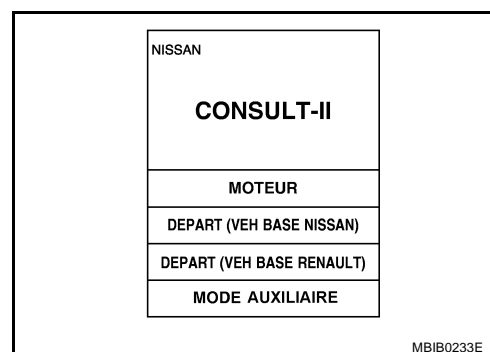 NISSAN
CONSULT-II
MOTEUR
DEPART (VEH BASE NISSAN)
DEPART (VEH BASE RENAULT)
MODE AUXILIAIRE
MBIB0233E